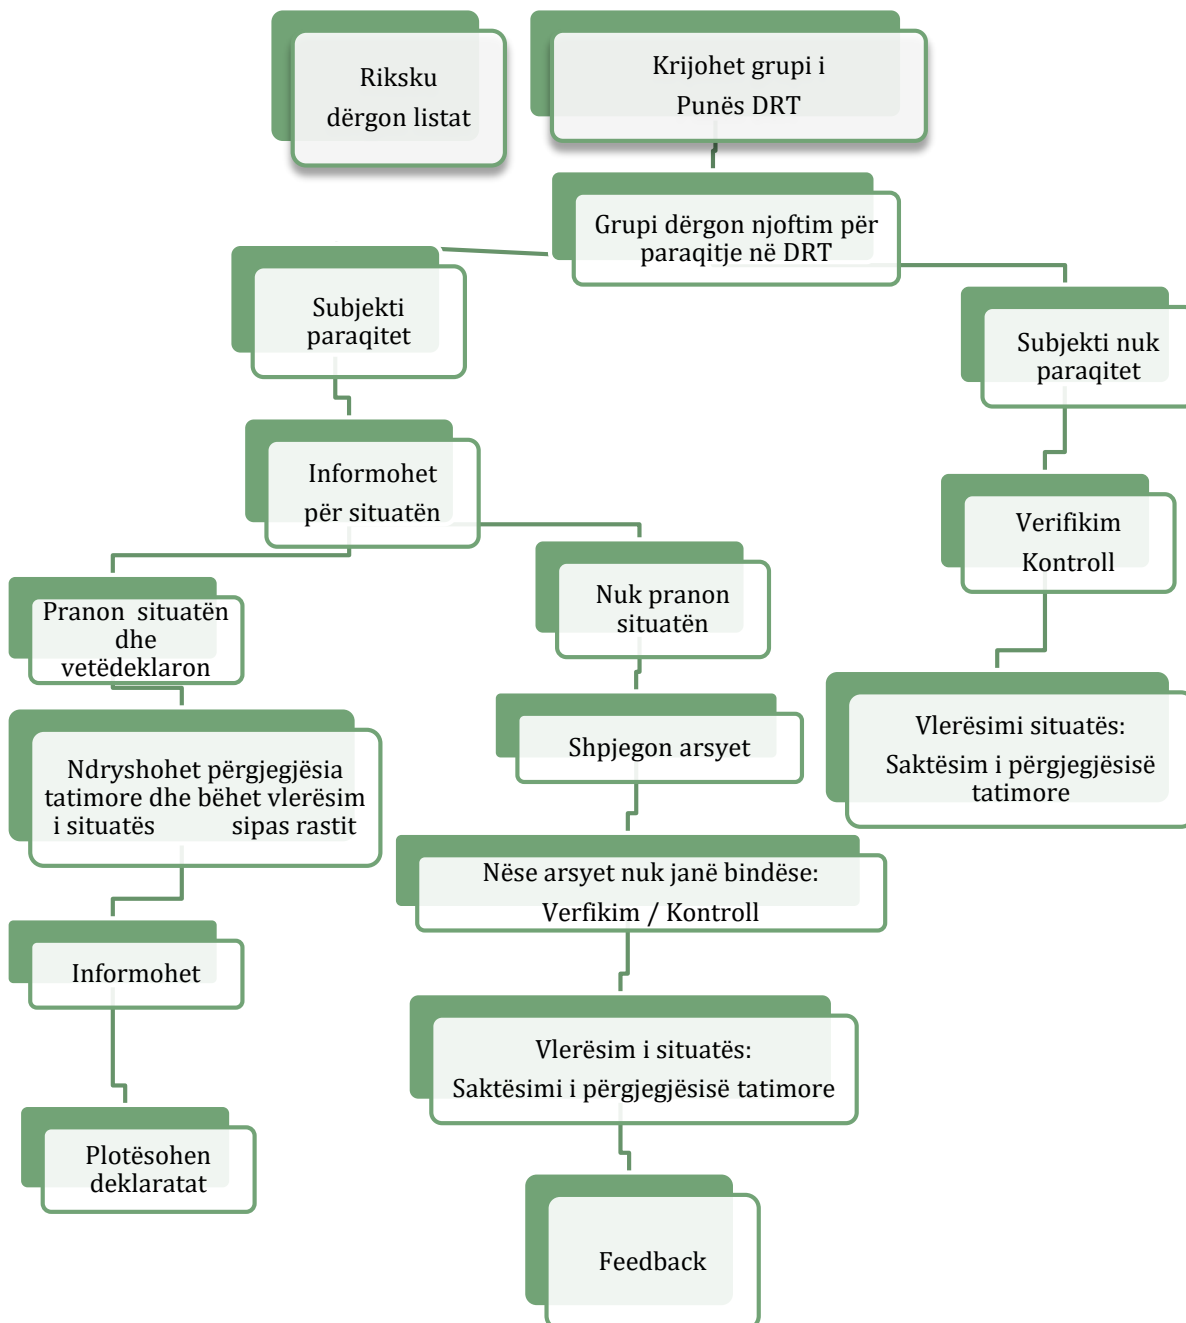 Riksku
dërgon listat
Krijohet grupi i
Punës DRT
Grupi dërgon njoftim për
paraqitje në DRT
Subjekti
paraqitet
Subjekti nuk
paraqitet
Informohet
për situatën
Verifikim
Kontroll
Pranon situatën
dhe
vetëdeklaron
Nuk pranon
situatën
Ndryshohet përgjegjësia
tatimore dhe bëhet vlerësim
i situatës sipas rastit
Shpjegon arsyet
Vlerësimi situatës:
Saktësim i përgjegjësisë
tatimore
Nëse arsyet nuk janë bindëse:
Verfikim / Kontroll
Informohet
Vlerësim i situatës:
Saktësimi i përgjegjësisë tatimore
Plotësohen
deklaratat
Feedback